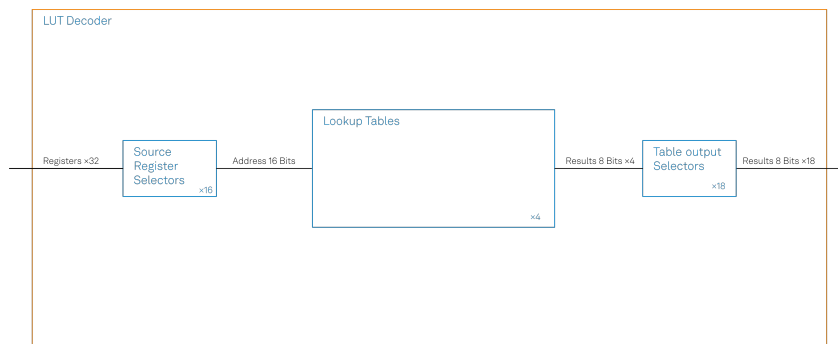 LUT Decoder
Registers ×32
Source
Register
Selectors
×16
Address 16 Bits
Lookup Tables
×4
Results 8 Bits ×4
Table output
Selectors
×18
Results 8 Bits ×18